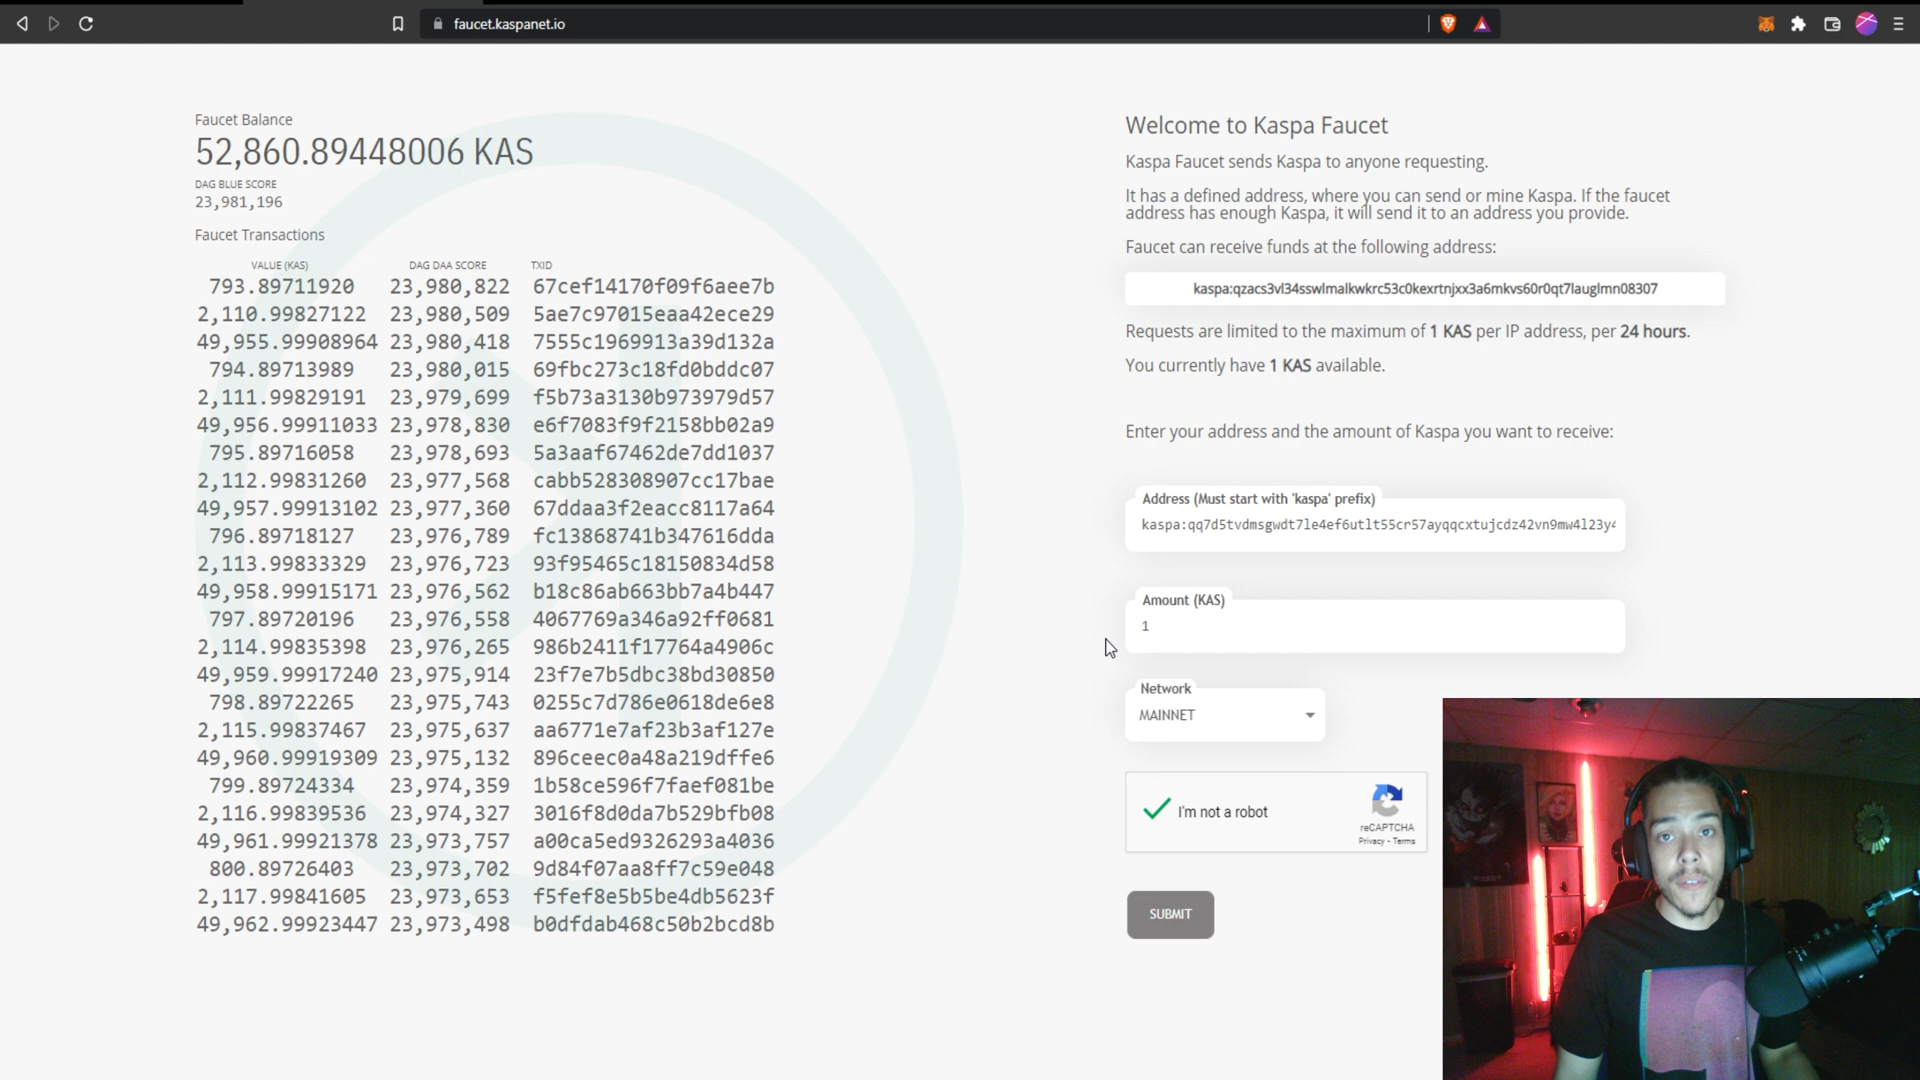 faucet.kaspanet.io
Faucet Balance
52,860.89448006 KAS
DAG BLUE SCORE
23,981,196
Faucet Transactions
VALUE (KAS) DAG DAA SCORE TXID
793.89711920 23,980,822 67cef14170f09f6aee7b
2,110.99827122 23,980,509 5ae7c97015eaa42ece29
49,955.99908964 23,980,418 7555c1969913a39d132a
794.89713989 23,980,015 69fbc273c18fd0bddc07
2,111.99829191 23,979,699 f5b73a3130b973979d57
49,956.99911033 23,978,830 e6f7083f9f2158bb02a9
795.89716058 23,978,693 5a3aaf67462de7dd1037
2,112.99831260 23,977,568 cabb528308907cc17bae
49,957.99913102 23,977,360 67ddaa3f2eacc8117a64
796.89718127 23,976,789 fc13868741b347616dda
2,113.99833329 23,976,723 93f95465c18150834d58
49,958.99915171 23,976,562 b18c86ab663bb7a4b447
797.89720196 23,976,558 4067769a346a92ff0681
2,114.99835398 23,976,265 986b2411f17764a4906c
49,959.99917240 23,975,914 23f7e7b5dbc38bd30850
798.89722265 23,975,743 0255c7d786e0618de6e8
2,115.99837467 23,975,637 aa6771e7af23b3af127e
49,960.99919309 23,975,132 896ceec0a48a219dffe6
799.89724334 23,974,359 1b58ce596f7faef081be
2,116.99839536 23,974,327 3016f8d0da7b529bfb08
49,961.99921378 23,973,757 a00ca5ed9326293a4036
800.89726403 23,973,702 9d84f07aa8ff7c59e048
2,117.99841605 23,973,653 f5fef8e5b5be4db5623f
49,962.99923447 23,973,498 b0dfdab468c50b2bcd8b
Welcome to Kaspa Faucet
Kaspa Faucet sends Kaspa to anyone requesting.
It has a defined address, where you can send or mine Kaspa. If the faucet
address has enough Kaspa, it will send it to an address you provide.
Faucet can receive funds at the following address:
kaspa:qzacs3vl34sswlmalkwkrc53c0kexrtnjxx3a6mkvs60r0qt7lauglmn08307
Requests are limited to the maximum of 1 KAS per IP address, per 24 hours.
You currently have 1 KAS available.
Enter your address and the amount of Kaspa you want to receive:
Address (Must start with 'kaspa' prefix)
kaspa:qq7d5tvdmsgwdt7le4ef6utlt55cr57ayqqcxtujcdz42vn9mw4l23y4
Amount (KAS)
1
Network
MAINNET
I'm not a robot
reCAPTCHA
Privacy - Terms
SUBMIT